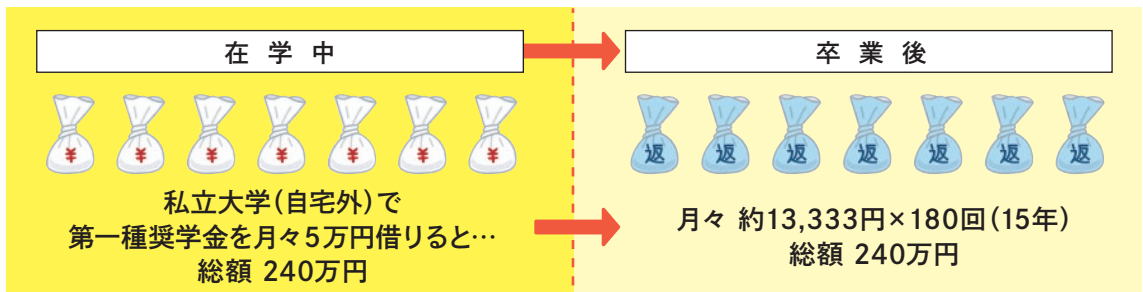 在学中
卒業後
¥ ¥ ¥ ¥ ¥ ¥ ¥
返 返 返 返 返 返 返
私立大学(自宅外)で
第一種奨学金を月々5万円借りると…
総額 240万円
月々 約13,333円×180回(15年)
総額 240万円